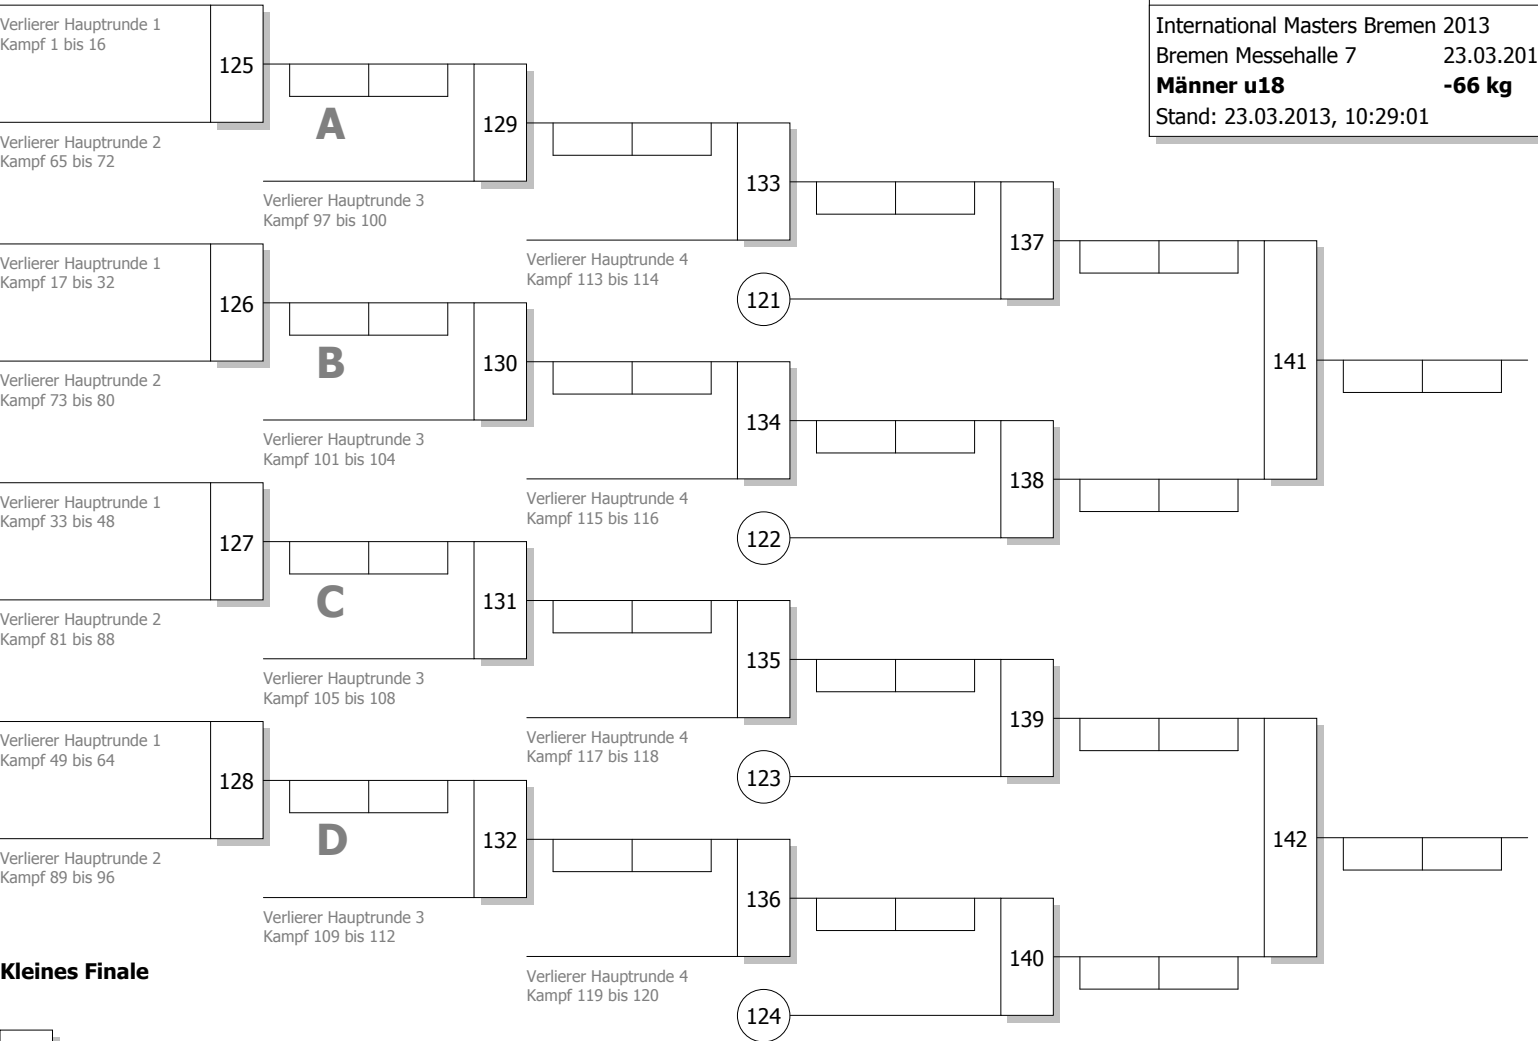 International Masters Bremen 2013
Bremen Messehalle 7 23.03.201
Männer u18 -66 kg
Stand: 23.03.2013, 10:29:01
Verlierer Hauptrunde 1
Kampf 1 bis 16
125
Verlierer Hauptrunde 2
Kampf 65 bis 72
A
129
Verlierer Hauptrunde 3
Kampf 97 bis 100
133
Verlierer Hauptrunde 4
Kampf 113 bis 114
137
121
Verlierer Hauptrunde 1
Kampf 17 bis 32
126
Verlierer Hauptrunde 2
Kampf 73 bis 80
B
130
Verlierer Hauptrunde 3
Kampf 101 bis 104
134
Verlierer Hauptrunde 4
Kampf 115 bis 116
138
122
141
Verlierer Hauptrunde 1
Kampf 33 bis 48
127
Verlierer Hauptrunde 2
Kampf 81 bis 88
C
131
Verlierer Hauptrunde 3
Kampf 105 bis 108
135
Verlierer Hauptrunde 4
Kampf 117 bis 118
139
123
Verlierer Hauptrunde 1
Kampf 49 bis 64
128
Verlierer Hauptrunde 2
Kampf 89 bis 96
D
132
Verlierer Hauptrunde 3
Kampf 109 bis 112
136
Verlierer Hauptrunde 4
Kampf 119 bis 120
140
124
142
Kleines Finale